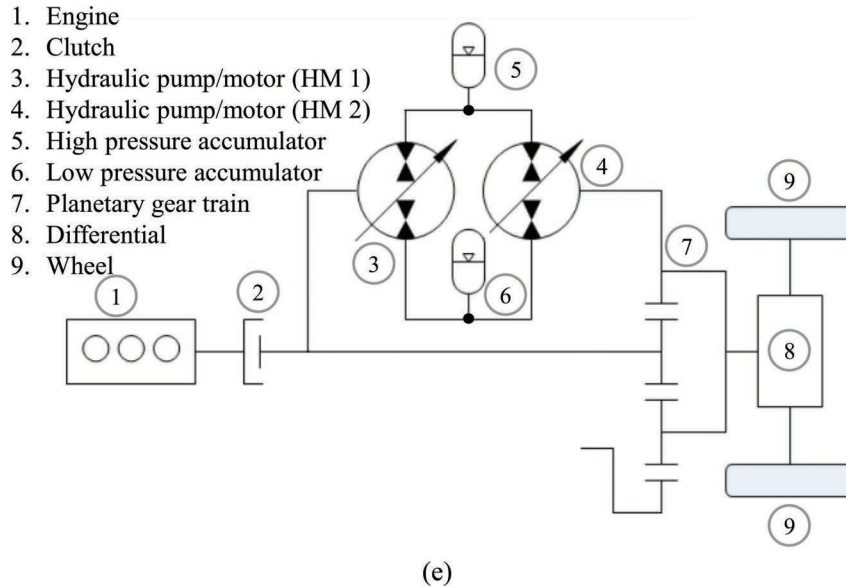 1. Engine
2. Clutch
3. Hydraulic pump/motor (HM 1)
4. Hydraulic pump/motor (HM 2)
5. High pressure accumulator
6. Low pressure accumulator
7. Planetary gear train
8. Differential
9. Wheel
5
4
9
3
7
6
1
2
8
9
(e)